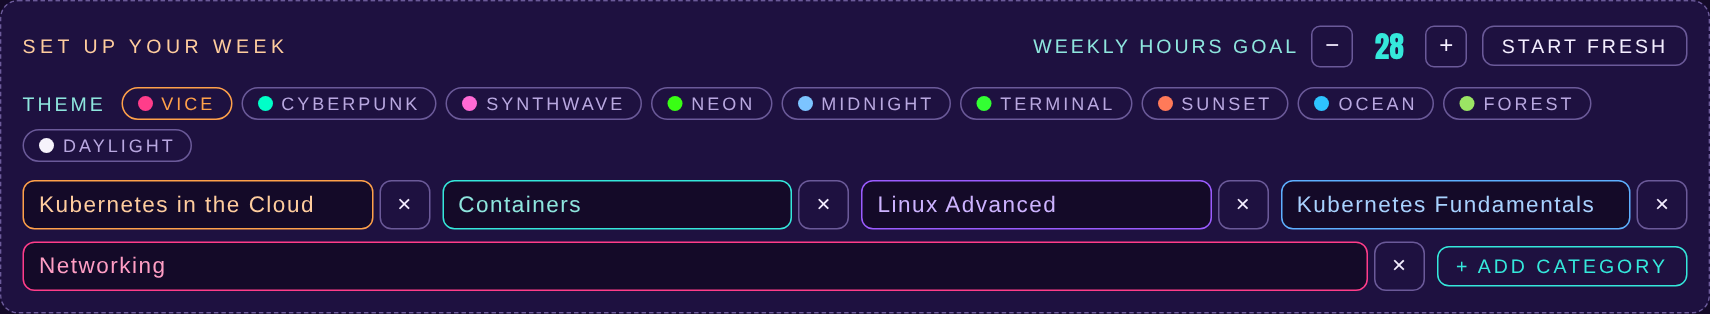 SET UP YOUR WEEK WEEKLY HOURS GOAL − 28 + START FRESH
THEME VICE CYBERPUNK SYNTHWAVE NEON MIDNIGHT TERMINAL SUNSET OCEAN FOREST
DAYLIGHT
Kubernetes in the Cloud × Containers × Linux Advanced × Kubernetes Fundamentals ×
Networking × + ADD CATEGORY